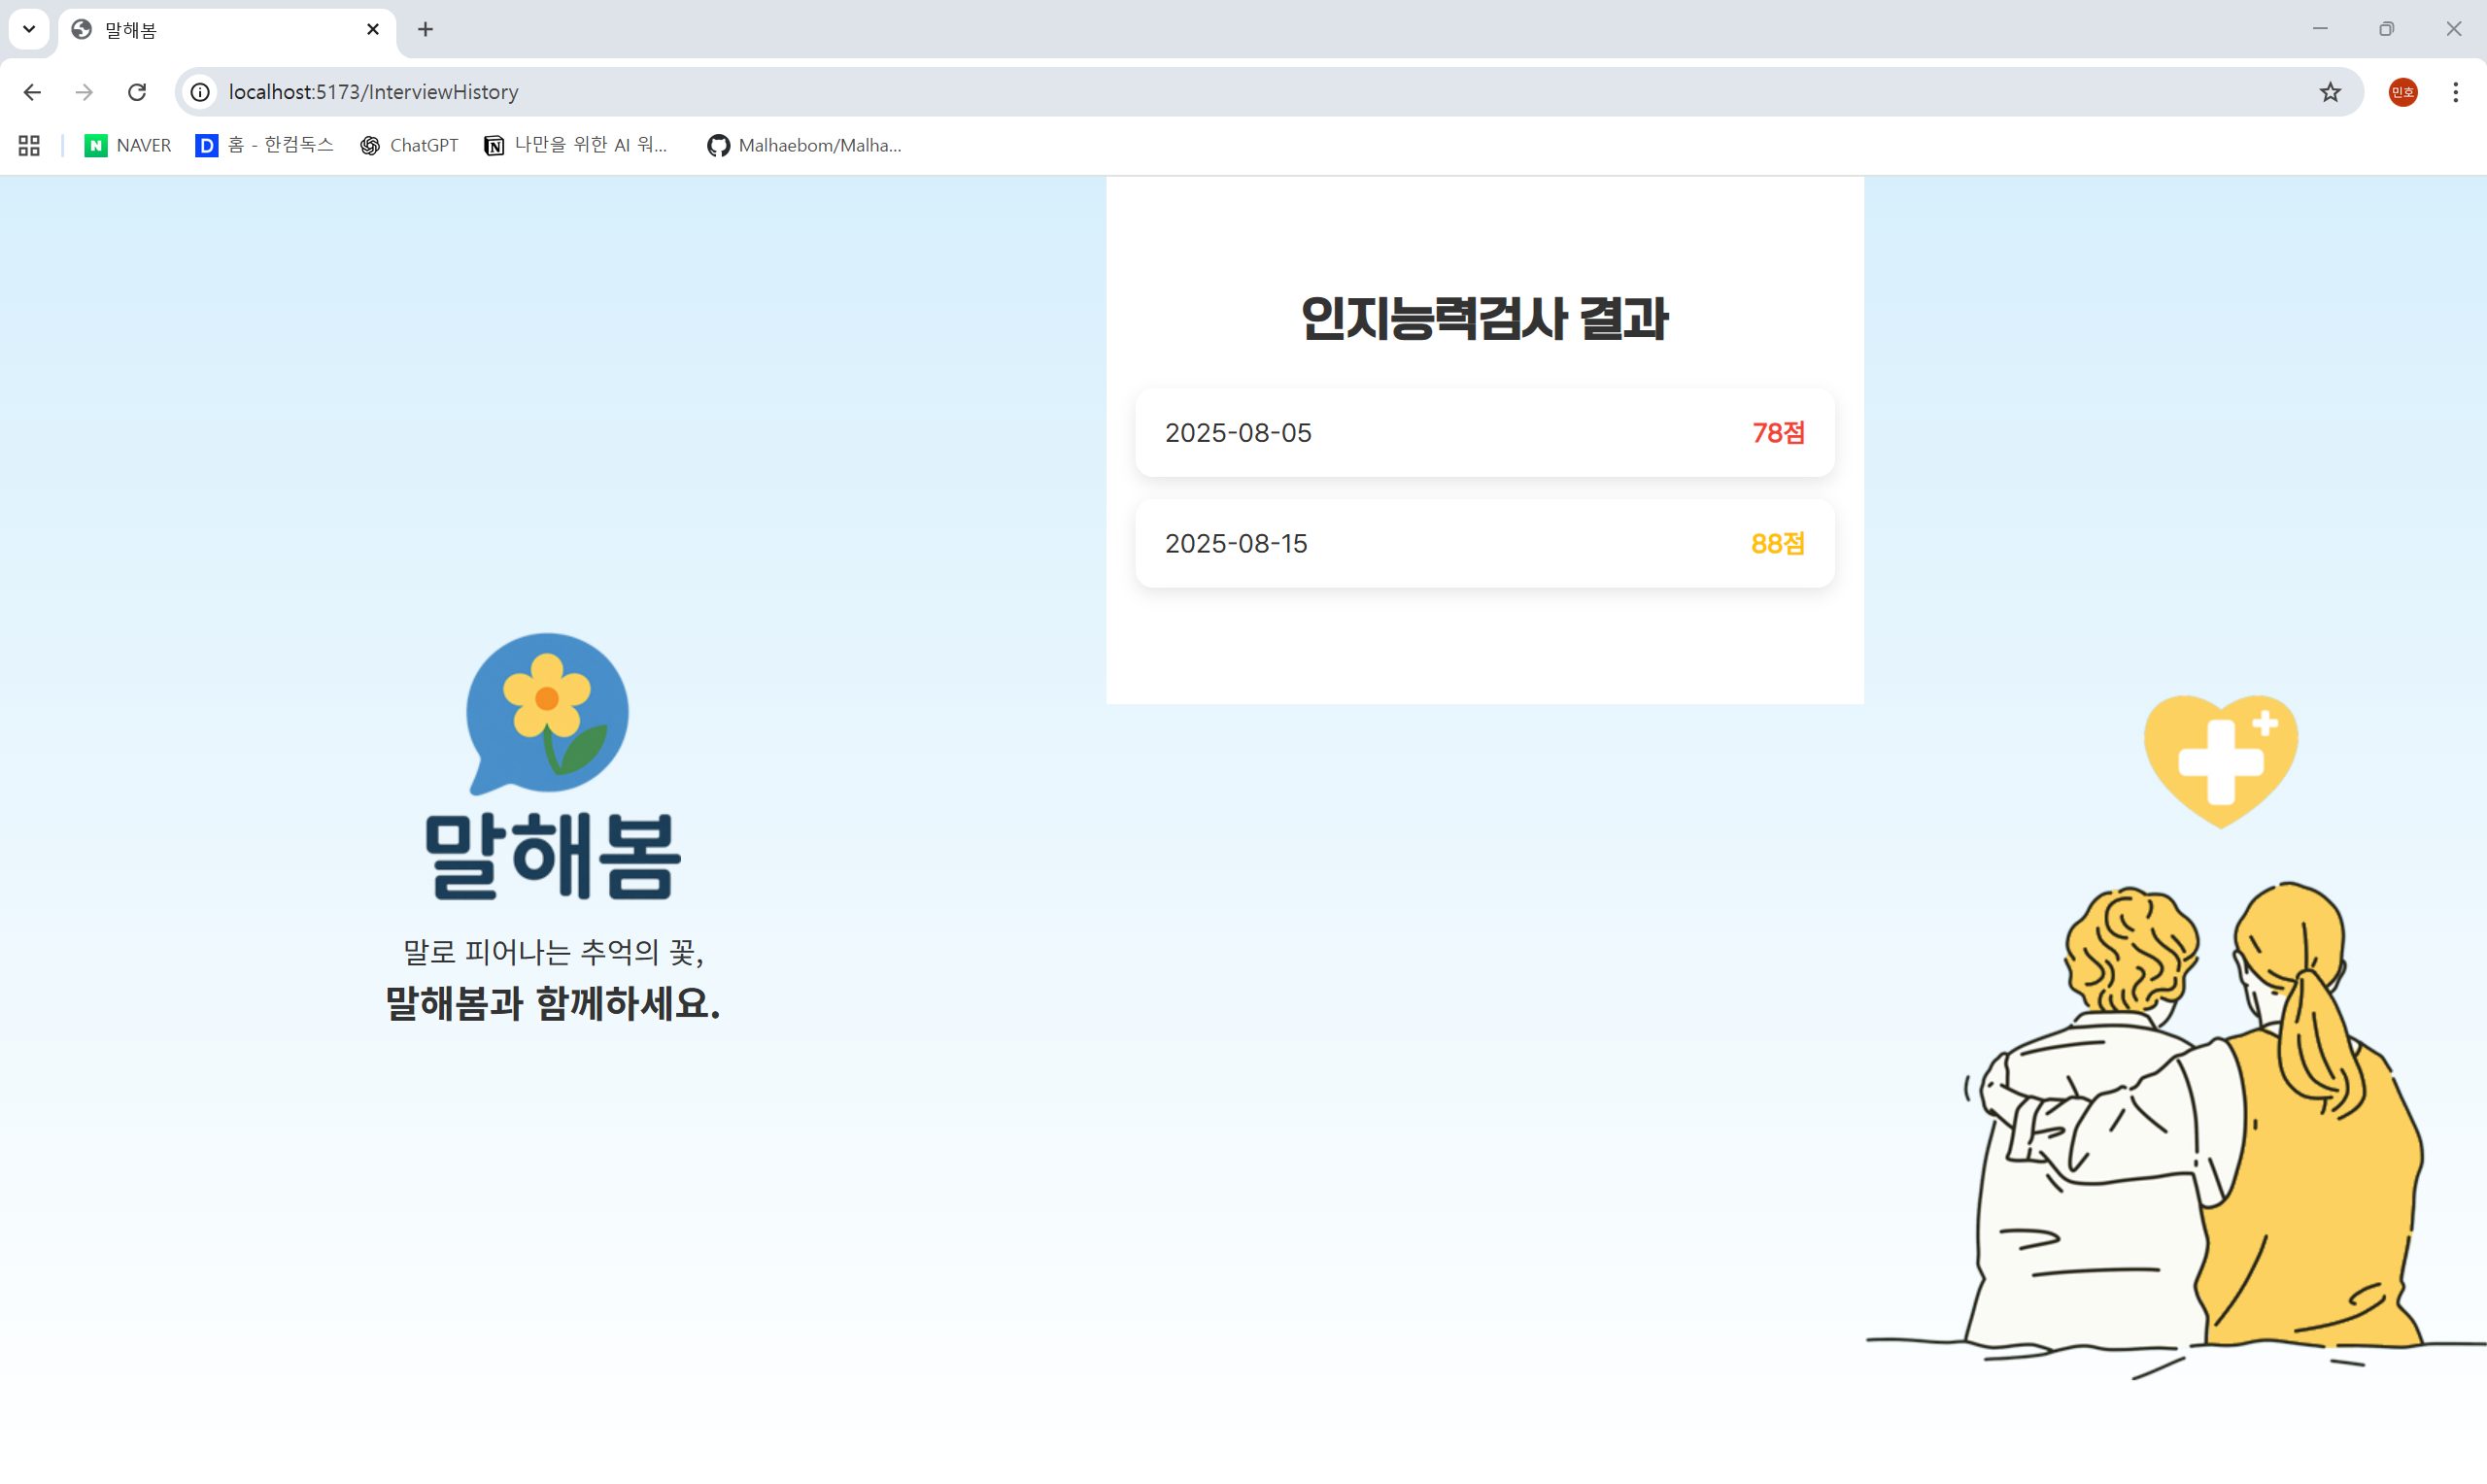 말해봄
localhost:5173/InterviewHistory
민호
NAVER
홈 - 한컴독스
ChatGPT
나만을 위한 AI 워...
Malhaebom/Malha...
인지능력검사 결과
2025-08-05 78점
2025-08-15 88점
말해봄
말로 피어나는 추억의 꽃,
말해봄과 함께하세요.